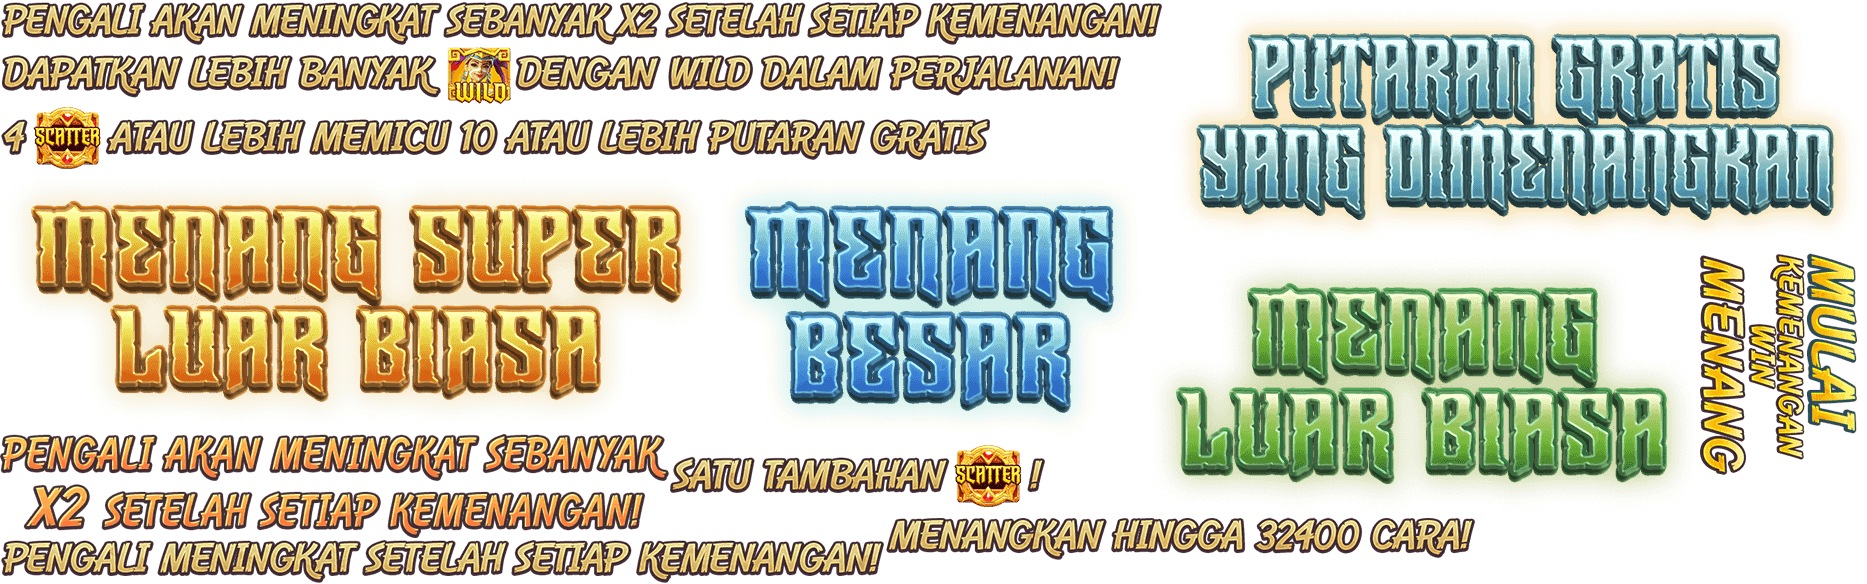 PENGALI AKAN MENINGKAT SEBANYAK X2 SETELAH SETIAP KEMENANGAN!
DAPATKAN LEBIH BANYAK WILD DENGAN WILD DALAM PERJALANAN!
4 SCATTER ATAU LEBIH MEMICU 10 ATAU LEBIH PUTARAN GRATIS
PUTARAN GRATIS
YANG DIMENANGKAN
MENANG SUPER
LUAR BIASA
MENANG
BESAR
MENANG
LUAR BIASA
MULAI
KEMENANGAN
WIN
MENANG
PENGALI AKAN MENINGKAT SEBANYAK
X2 SETELAH SETIAP KEMENANGAN!
SATU TAMBAHAN SCATTER !
PENGALI MENINGKAT SETELAH SETIAP KEMENANGAN!
MENANGKAN HINGGA 32400 CARA!